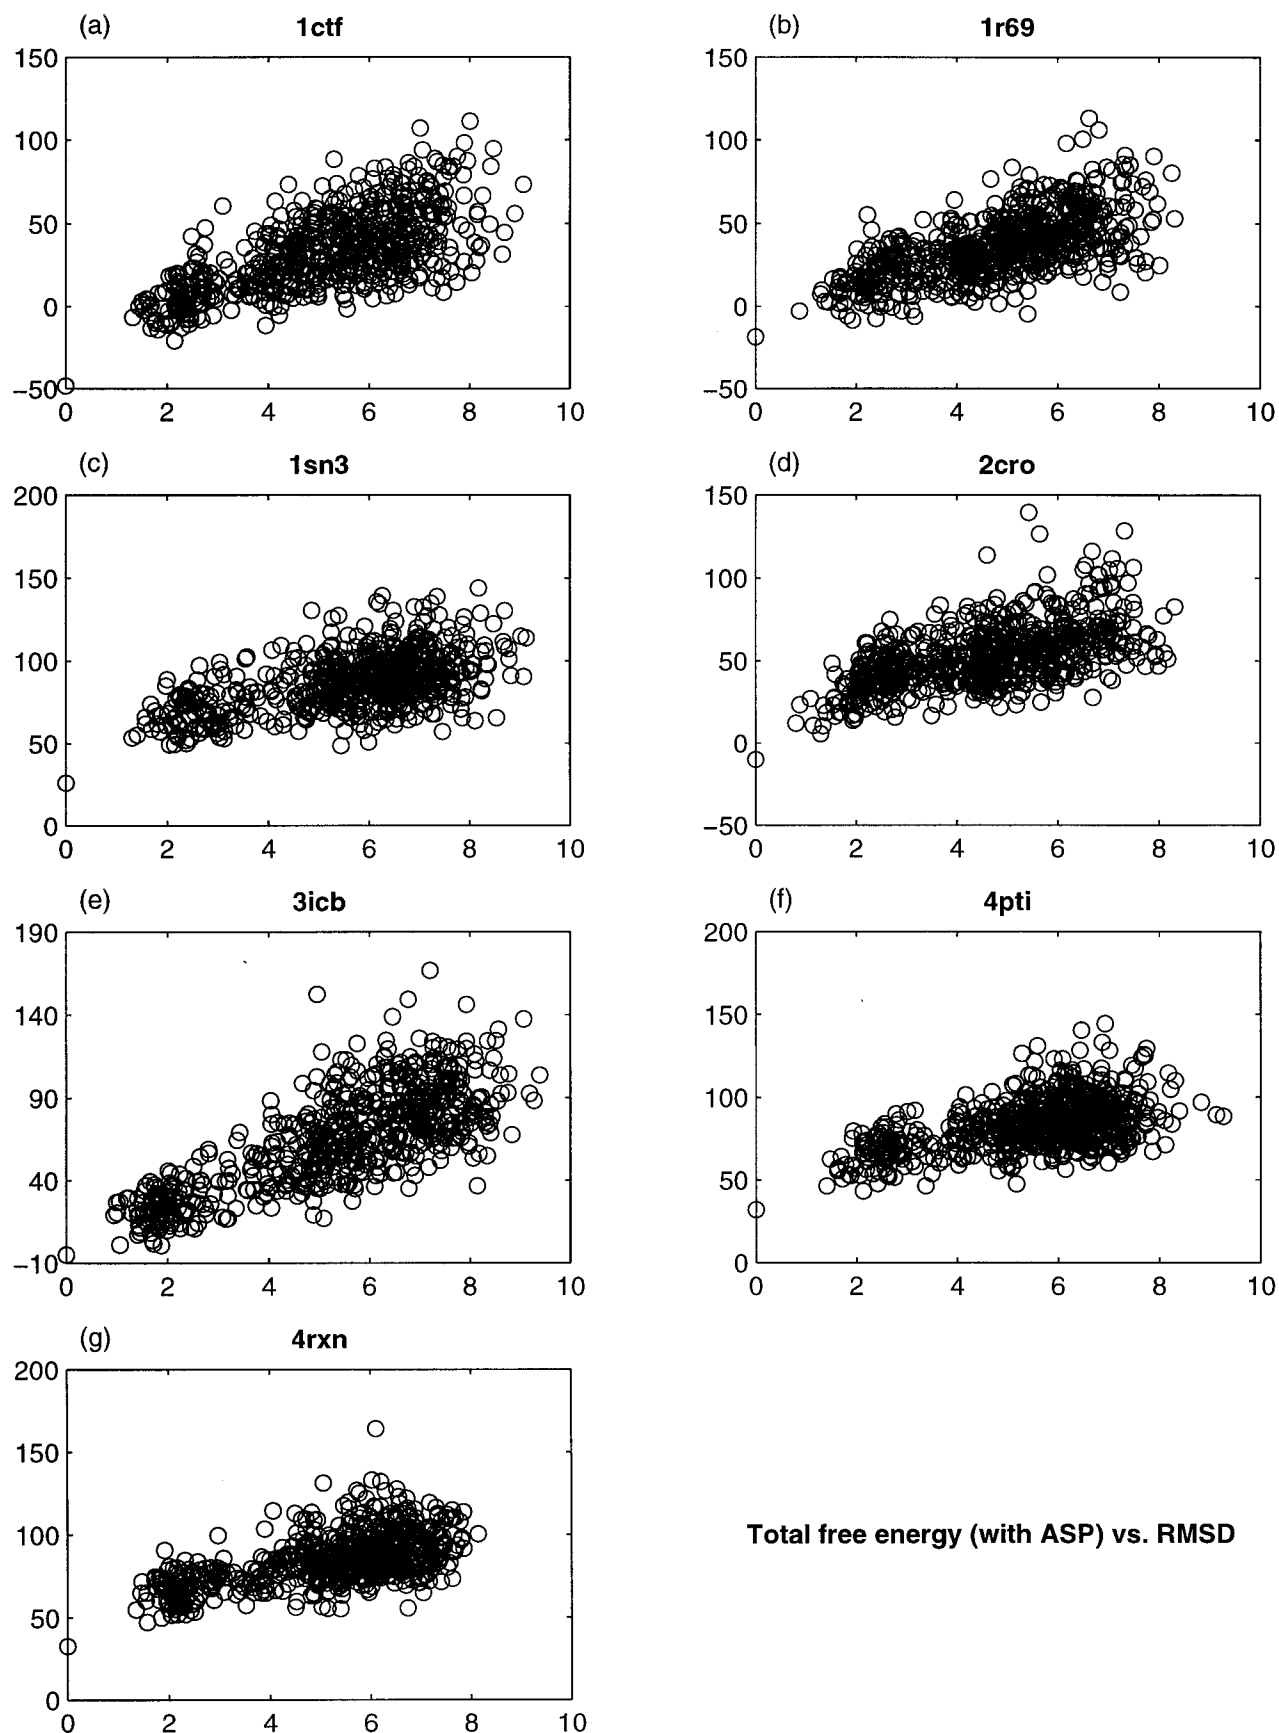 (a) 1ctf
150
100
50
0
−50
0 2 4 6 8 10
(b) 1r69
150
100
50
0
−50
0 2 4 6 8 10
(c) 1sn3
200
150
100
50
0
0 2 4 6 8 10
(d) 2cro
150
100
50
0
−50
0 2 4 6 8 10
(e) 3icb
190
140
90
40
−10
0 2 4 6 8 10
(f) 4pti
200
150
100
50
0
0 2 4 6 8 10
(g) 4rxn
200
150
100
50
0
0 2 4 6 8 10
Total free energy (with ASP) vs. RMSD